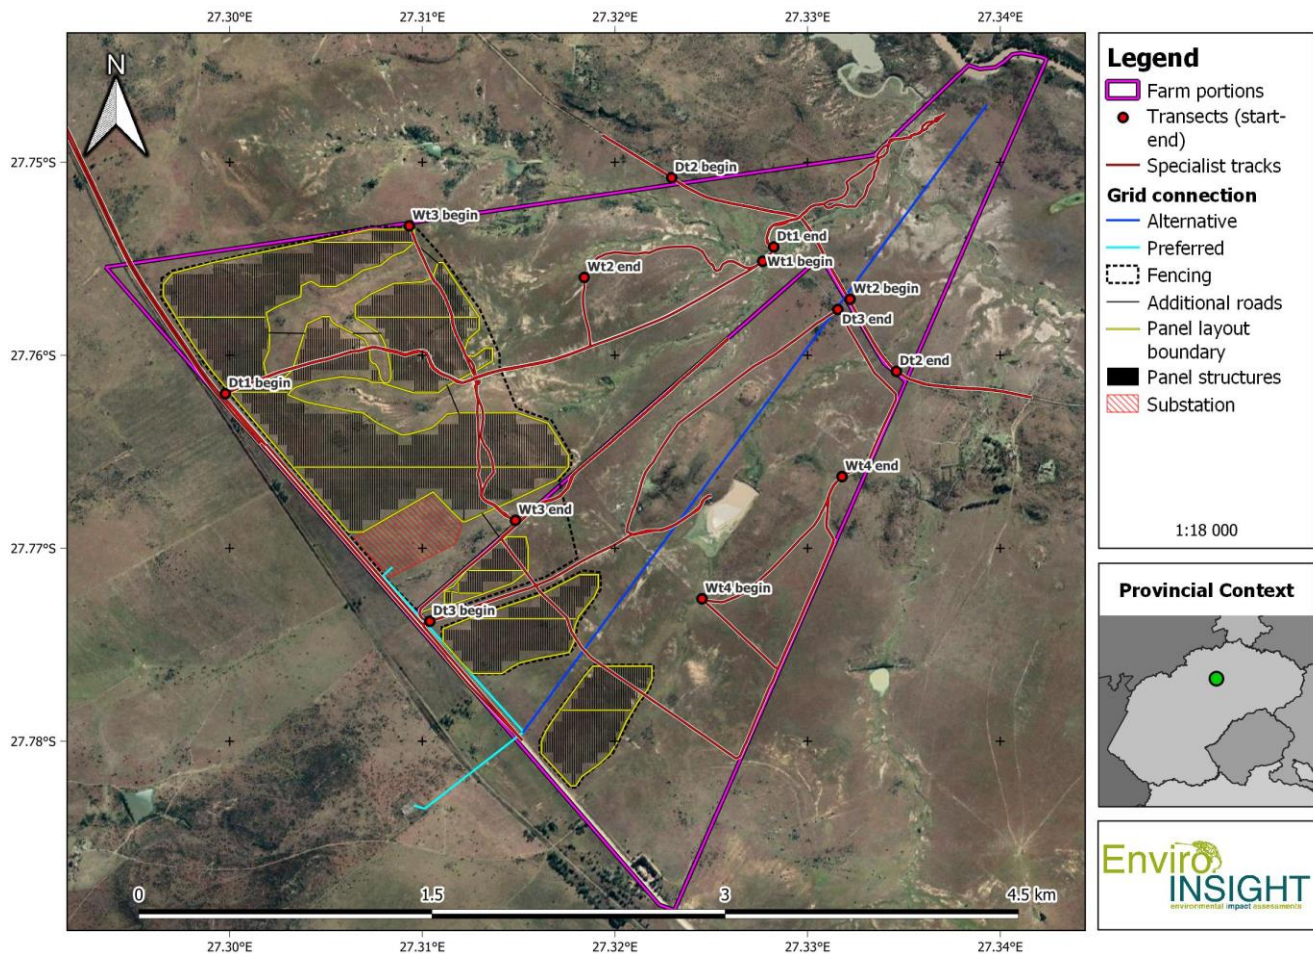 27.30°E 27.31°E 27.32°E 27.33°E 27.34°E
N
27.75°S
27.76°S
27.77°S
27.78°S
Dt2 begin
Wt3 begin
Dt1 end
Wt1 begin
Wt2 end
Wt2 begin
Dt3 end
Dt2 end
Dt1 begin
Wt4 end
Wt3 end
Wt4 begin
Dt3 begin
0 1.5 3 4.5 km
27.30°E 27.31°E 27.32°E 27.33°E 27.34°E
Legend
Farm portions
Transects (start-
end)
Specialist tracks
Grid connection
Alternative
Preferred
Fencing
Additional roads
Panel layout
boundary
Panel structures
Substation
1:18 000
Provincial Context
Enviro
INSIGHT
environmental impact assessments